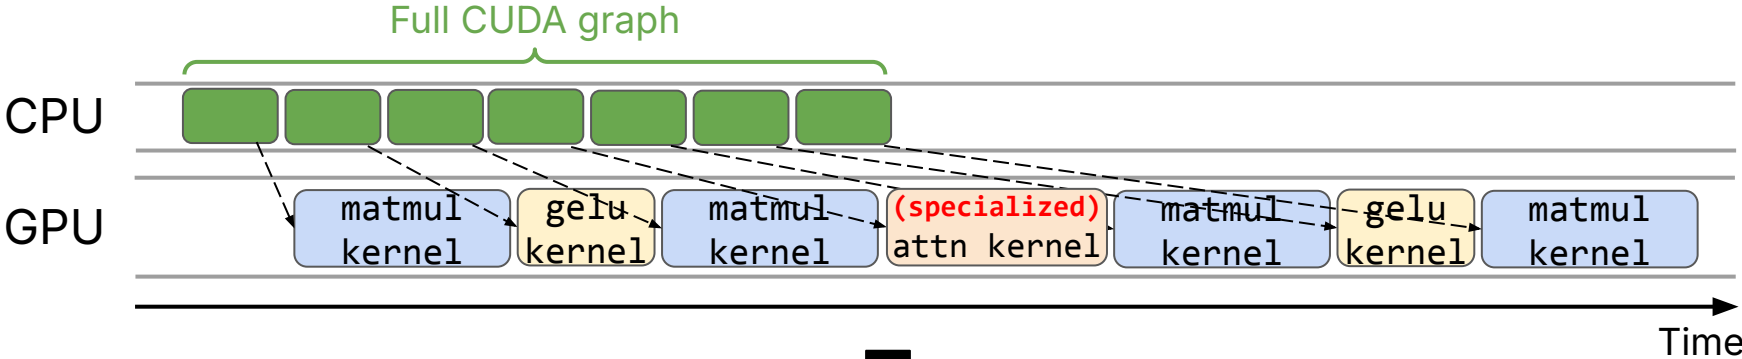 Full CUDA graph
CPU
GPU
matmul
kernel
gelu
kernel
matmul
kernel
(specialized)
attn kernel
matmul
kernel
gelu
kernel
matmul
kernel
Time